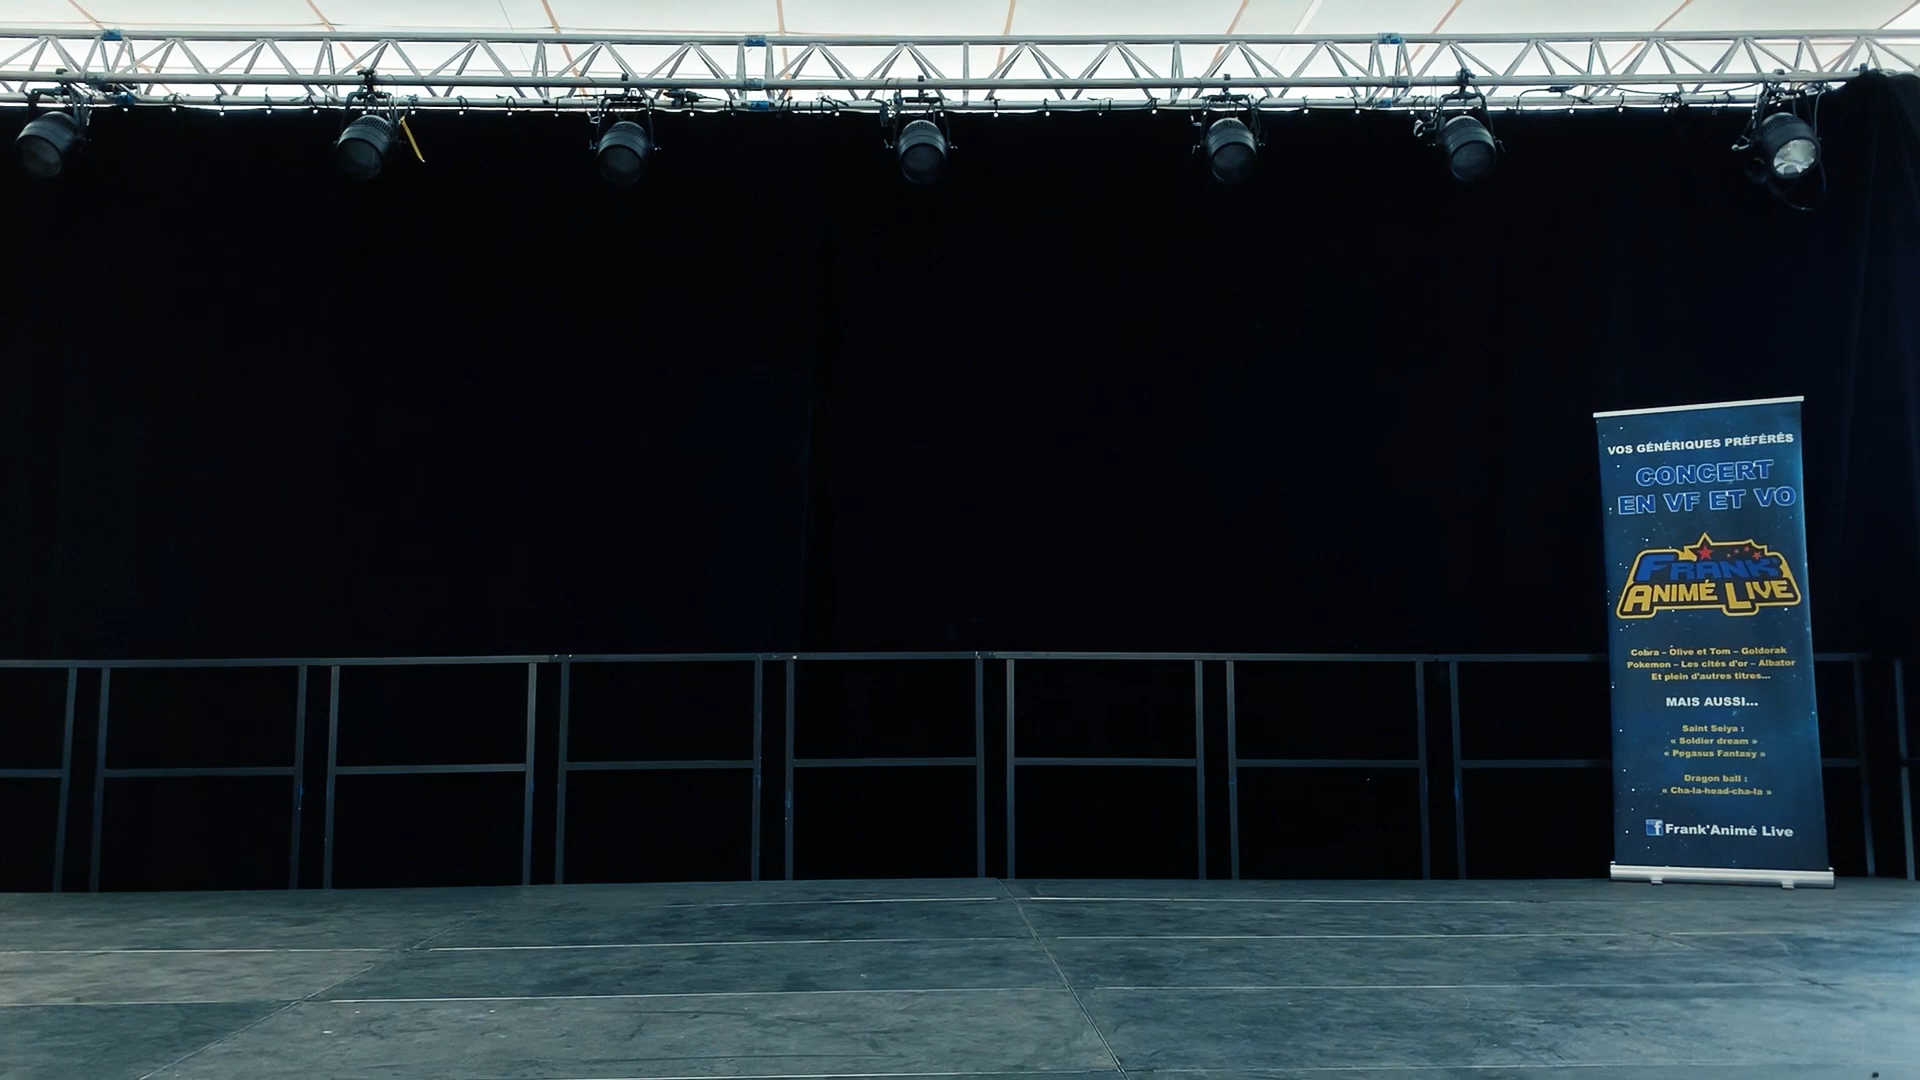 VOS GÉNÉRIQUES PRÉFÉRÉS
CONCERT
EN VF ET VO
FRANK'
ANIMÉ LIVE
Cobra – Olive et Tom – Goldorak
Pokemon – Les cités d'or – Albator
Et plein d'autres titres...
MAIS AUSSI...
Saint Seiya :
« Soldier dream »
« Pegasus Fantasy »
Dragon ball :
« Cha-la-head-cha-la »
Frank'Animé Live